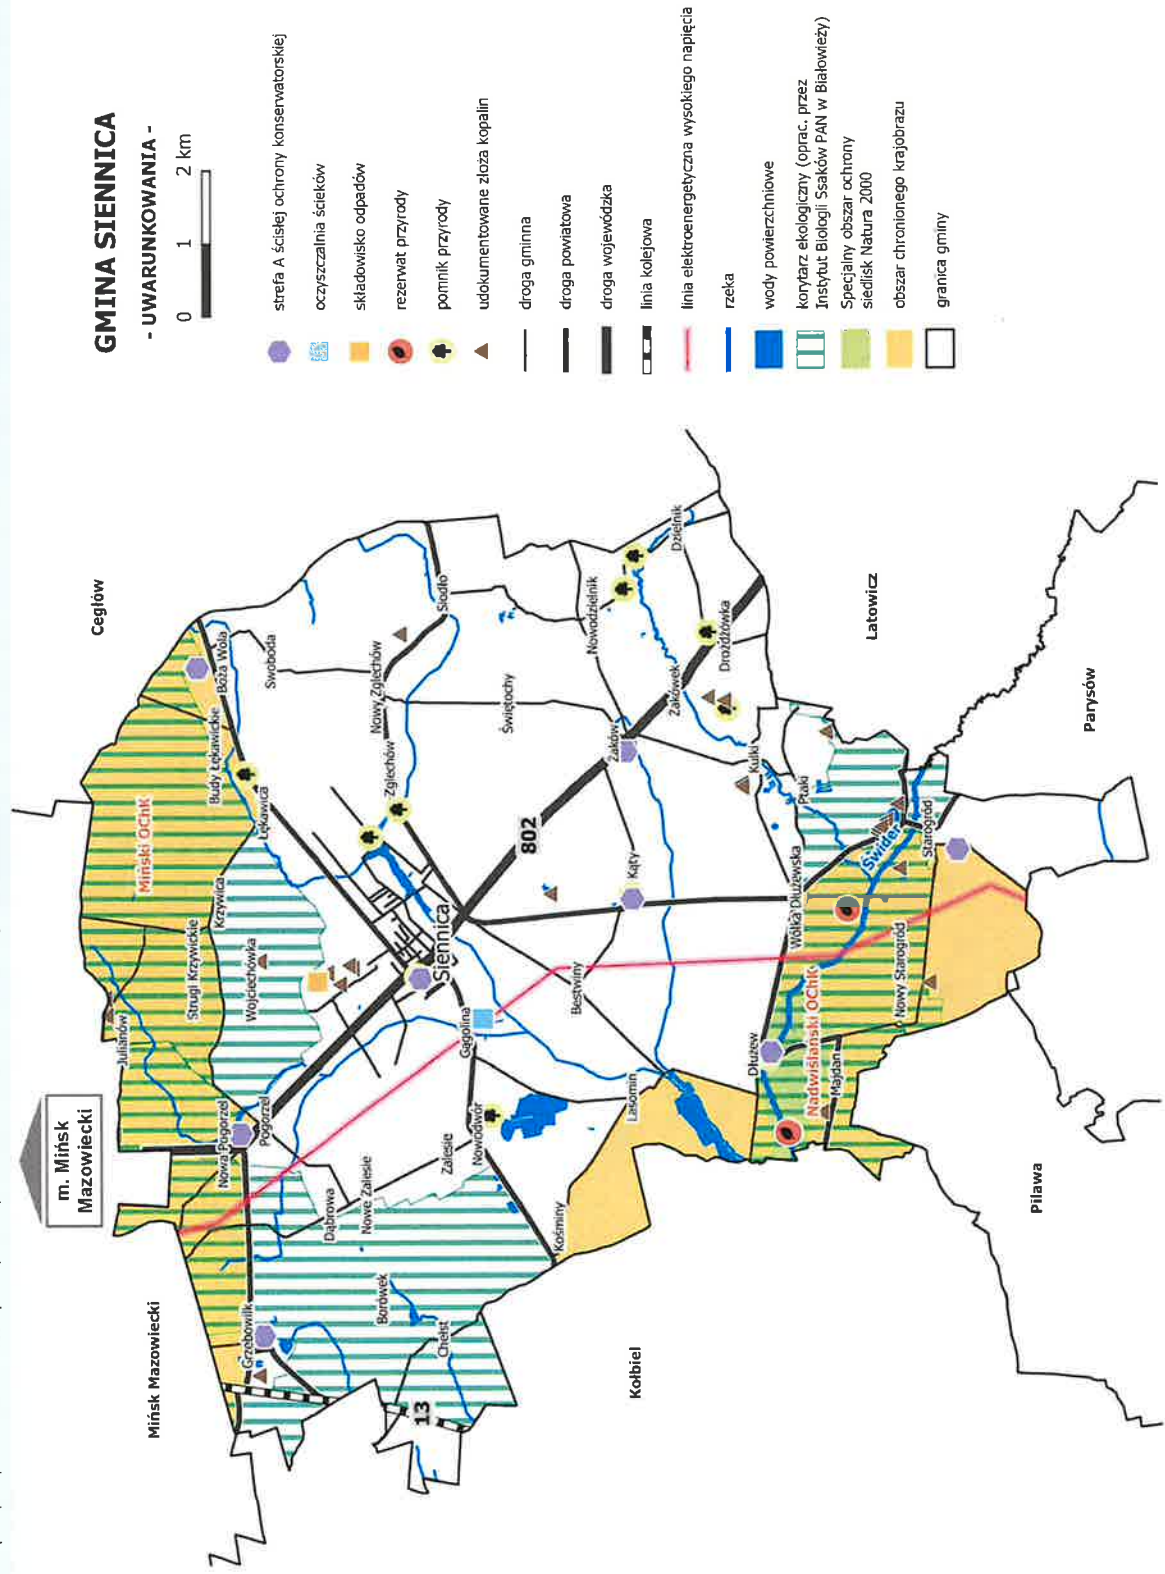 GMINA SIENNICA
- UWARUNKOWANIA -
0 1 2 km
strefa A ścisłej ochrony konserwatorskiej
oczyszczalnia ścieków
składowisko odpadów
rezerwat przyrody
pomnik przyrody
udokumentowane złoża kopalin
droga gminna
droga powiatowa
droga wojewódzka
linia kolejowa
linia elektroenergetyczna wysokiego napięcia
rzeka
wody powierzchniowe
korytarz ekologiczny (oprac. przez
Instytut Biologii Ssaków PAN w Białowieży)
Specjalny obszar ochrony
siedlisk Natura 2000
obszar chronionego krajobrazu
granica gminy
m. Mińsk
Mazowiecki
Mińsk Mazowiecki
Cegłów
Latowicz
Parysów
Pilawa
Kołbiel
Miński OChK
Nadwiślański OChK
Świder
802
13
Julianów
Strugi Krzywickie
Krzywica
Wojciechówka
Budy Łękawickie
Łękawica
Boża Wola
Swoboda
Nowy Zglechów
Zglechów
Siodło
Świętochy
Nowodzielnik
Dzielnik
Drożdżówka
Żakówek
Żaków
Kąty
Kulki
Ptaki
Wólka Dłużewska
Starogród
Nowy Starogród
Majdan
Dłużew
Bestwiny
Lasomin
Siennica
Gągolina
Nowodwór
Zalesie
Nowe Zalesie
Dąbrowa
Kośminy
Pogorzel
Nowa Pogorzel
Grzebowilk
Borówek
Chełst